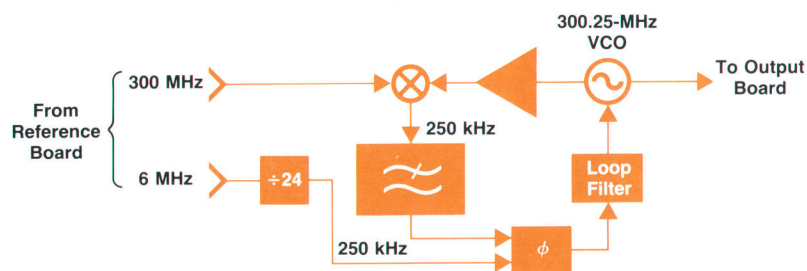 300.25-MHz
VCO
300 MHz
To Output
Board
From
Reference
Board
250 kHz
6 MHz
÷24
Loop
Filter
250 kHz
ϕ